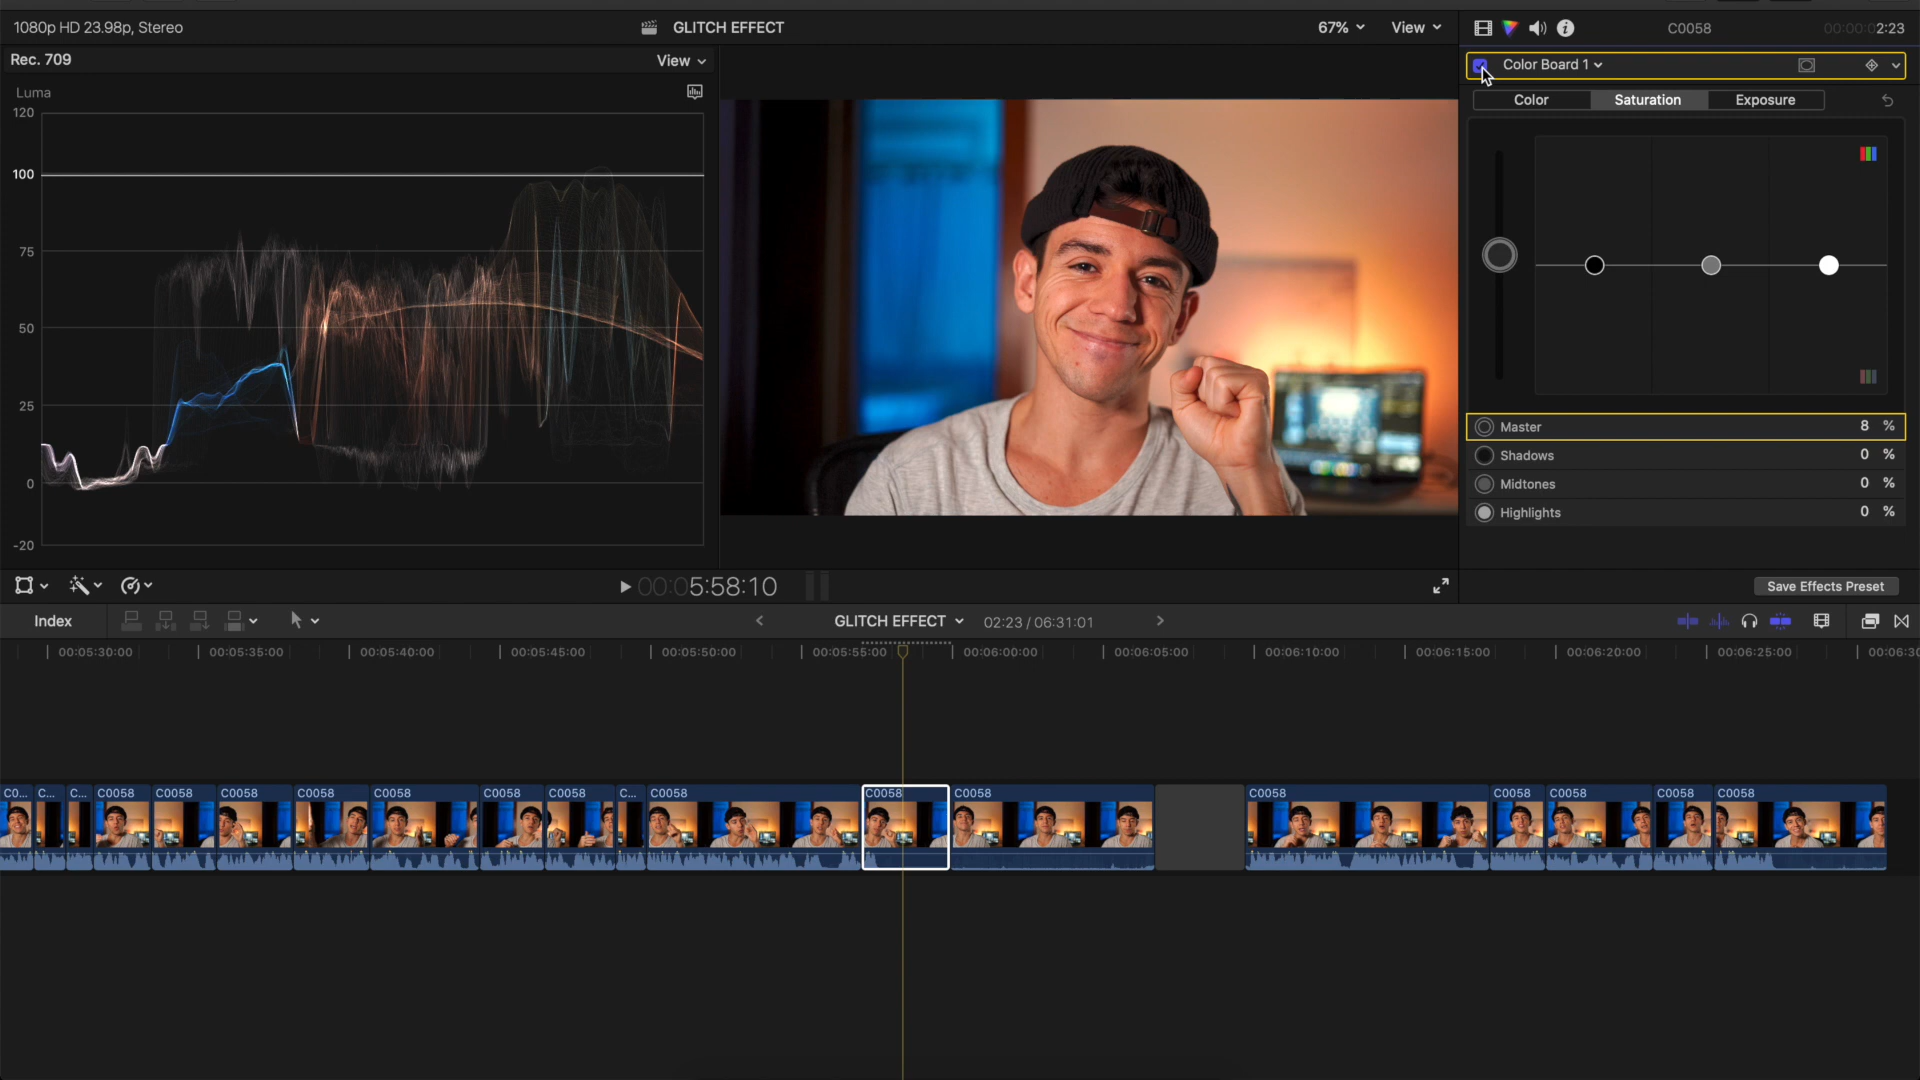 1080p HD 23.98p, Stereo
GLITCH EFFECT
67%
View
C0058
00:00:02:23
Rec. 709
View
Color Board 1
Luma
Color
Saturation
Exposure
120
100
75
50
25
0
-20
Master 8 %
Shadows 0 %
Midtones 0 %
Highlights 0 %
00:05:58:10
Save Effects Preset
Index
GLITCH EFFECT
02:23 / 06:31:01
00:05:30:00
00:05:35:00
00:05:40:00
00:05:45:00
00:05:50:00
00:05:55:00
00:06:00:00
00:06:05:00
00:06:10:00
00:06:15:00
00:06:20:00
00:06:25:00
00:06:30
C0...
C...
C...
C0058
C0058
C0058
C0058
C0058
C0058
C0058
C...
C0058
C0058
C0058
C0058
C0058
C0058
C0058
C0058